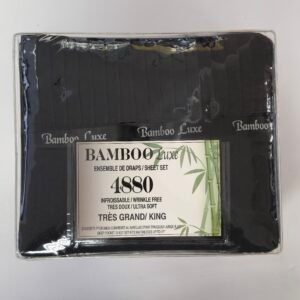 Bamboo Luxe Bamboo Luxe Bamboo Luxe
BAMBOO Luxe
ENSEMBLE DE DRAPS / SHEET SET
4880
INFROISSABLE / WRINKLE FREE
TRÈS DOUX / ULTRA SOFT
TRÈS GRAND/ KING